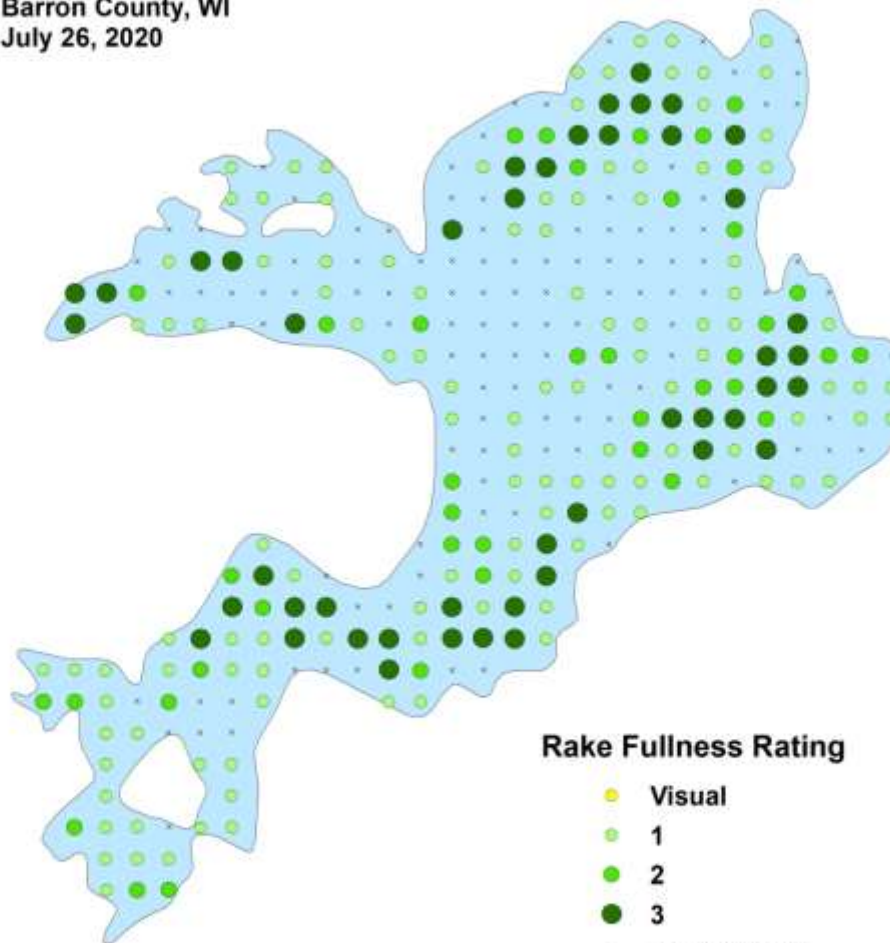 Barron County, WI
July 26, 2020
Rake Fullness Rating
Visual
1
2
3